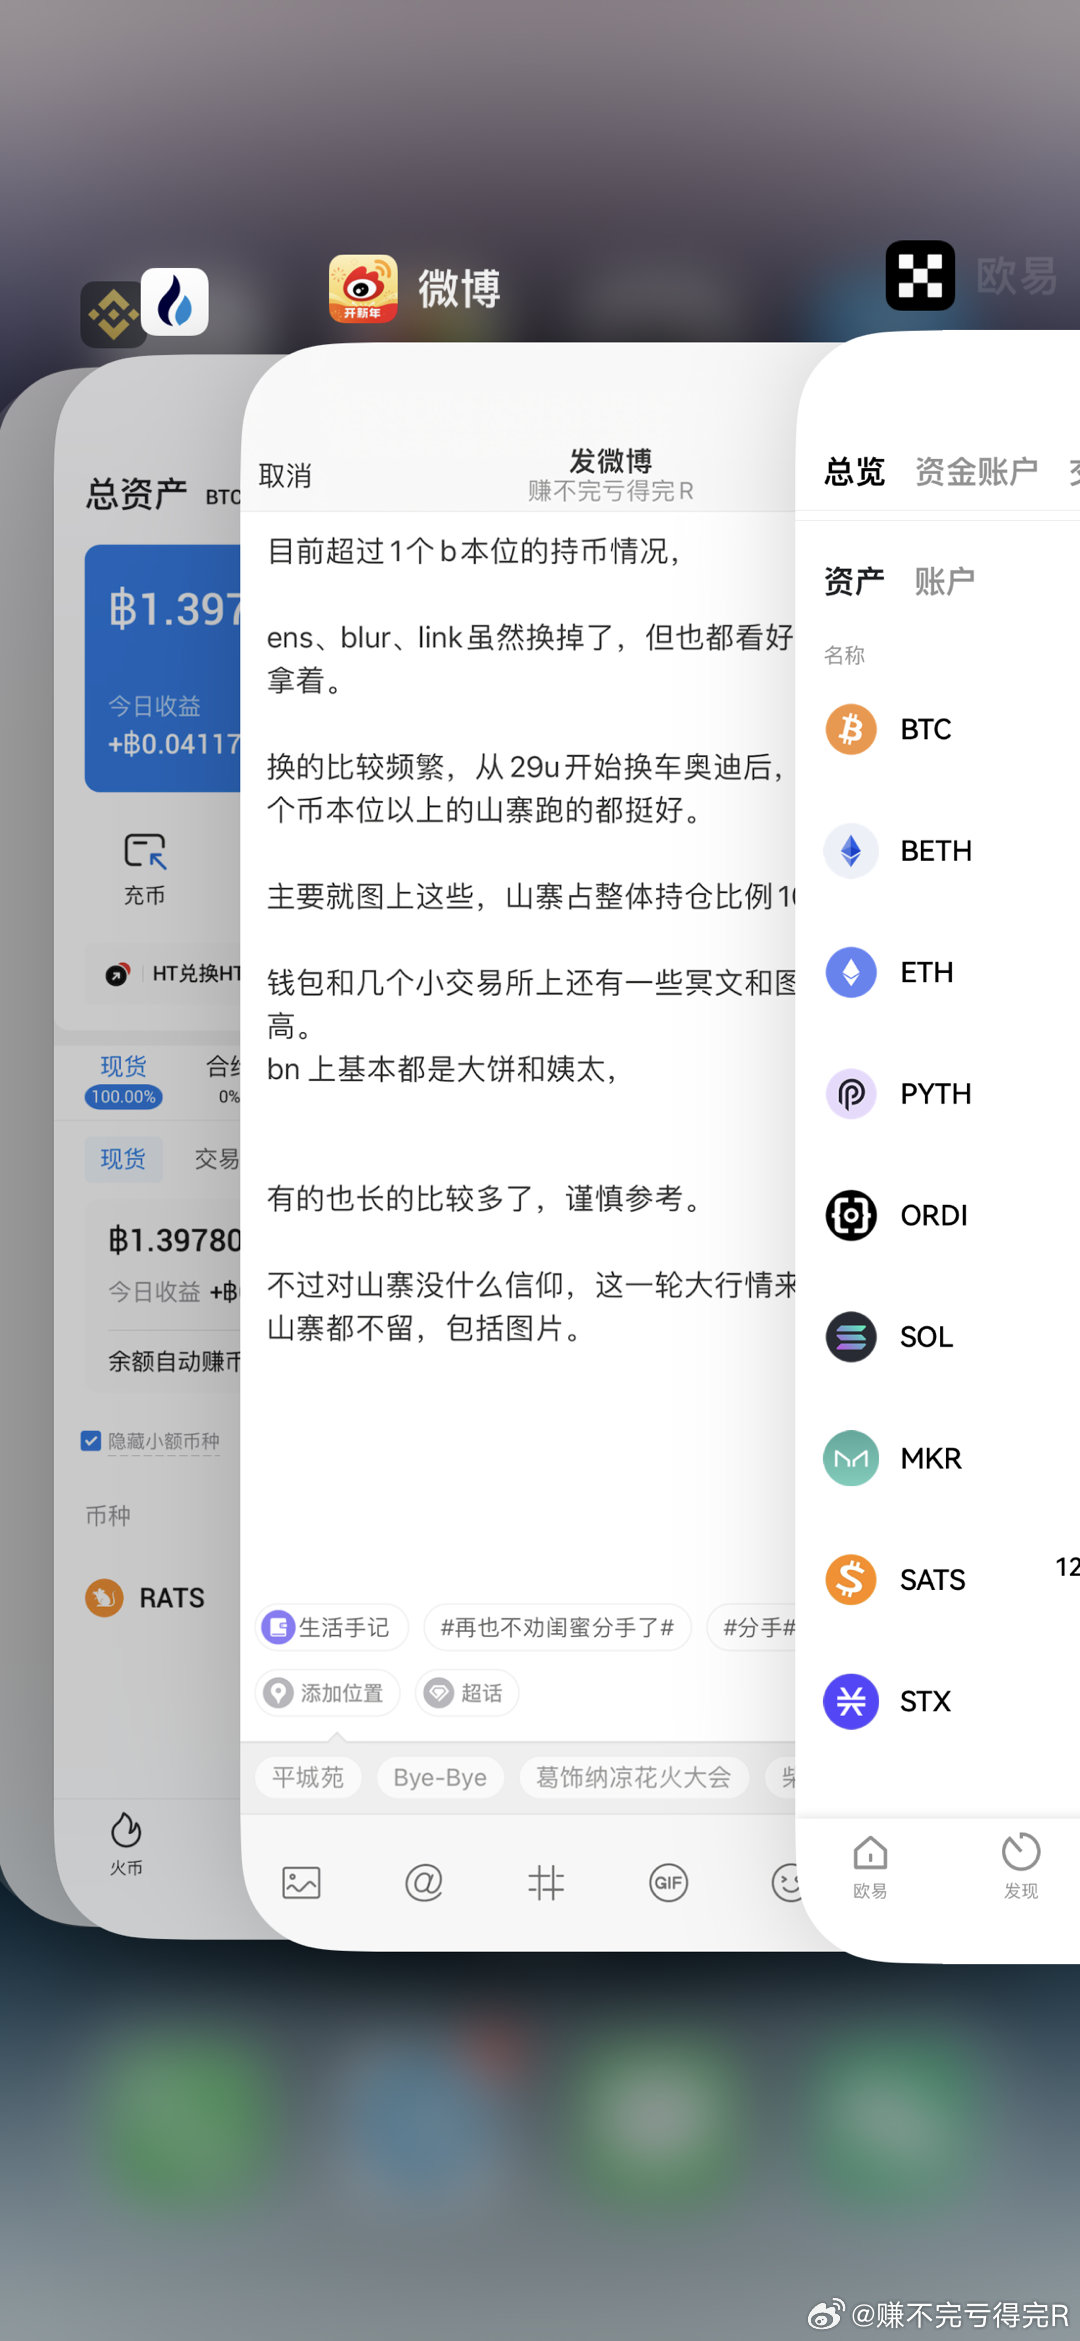 开新年
微博
欧易
总资产 BTC
฿1.397
今日收益
+฿0.04117
充币
HT兑换HT
现货
100.00%
合约
0%
现货 交易
฿1.39780
今日收益 +฿
余额自动赚币
隐藏小额币种
币种
RATS
火币
取消
发微博
赚不完亏得完R
目前超过1个b本位的持币情况，
ens、blur、link虽然换掉了，但也都看好
拿着。
换的比较频繁，从29u开始换车奥迪后，
个币本位以上的山寨跑的都挺好。
主要就图上这些，山寨占整体持仓比例1
钱包和几个小交易所上还有一些冥文和图
高。
bn 上基本都是大饼和姨太，
有的也长的比较多了，谨慎参考。
不过对山寨没什么信仰，这一轮大行情来
山寨都不留，包括图片。
生活手记 #再也不劝闺蜜分手了# #分手#
添加位置 超话
平城苑 Bye-Bye 葛饰纳凉花火大会
GIF
总览 资金账户
资产 账户
名称
BTC
BETH
ETH
PYTH
ORDI
SOL
MKR
SATS 12
STX
欧易 发现
@赚不完亏得完R